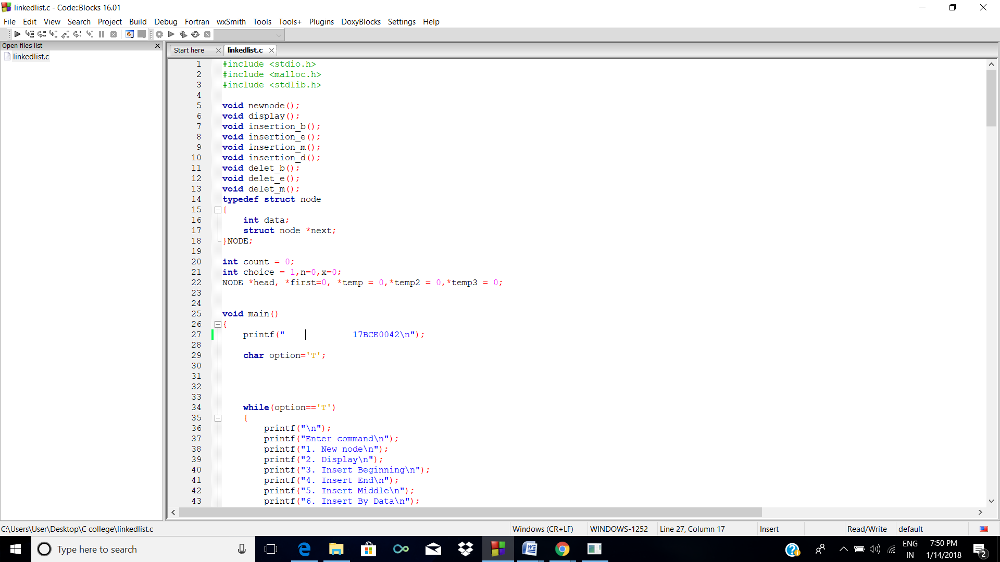 linkedlist.c - Code::Blocks 16.01
File Edit View Search Project Build Debug Fortran wxSmith Tools Tools+ Plugins DoxyBlocks Settings Help
Open files list
linkedlist.c
Start here linkedlist.c
1 #include <stdio.h>
2 #include <malloc.h>
3 #include <stdlib.h>
4
5 void newnode();
6 void display();
7 void insertion_b();
8 void insertion_e();
9 void insertion_m();
10 void insertion_d();
11 void delet_b();
12 void delet_e();
13 void delet_m();
14 typedef struct node
15 {
16     int data;
17     struct node *next;
18 }NODE;
19
20 int count = 0;
21 int choice = 1,n=0,x=0;
22 NODE *head, *first=0, *temp = 0,*temp2 = 0,*temp3 = 0;
23
24
25 void main()
26 {
27     printf("                 17BCE0042\n");
28
29     char option='T';
30
31
32
33
34     while(option=='T')
35     {
36         printf("\n");
37         printf("Enter command\n");
38         printf("1. New node\n");
39         printf("2. Display\n");
40         printf("3. Insert Beginning\n");
41         printf("4. Insert End\n");
42         printf("5. Insert Middle\n");
43         printf("6. Insert By Data\n");
C:\Users\User\Desktop\C college\linkedlist.c Windows (CR+LF) WINDOWS-1252 Line 27, Column 17 Insert Read/Write default
Type here to search
ENG
IN
7:50 PM
1/14/2018
2